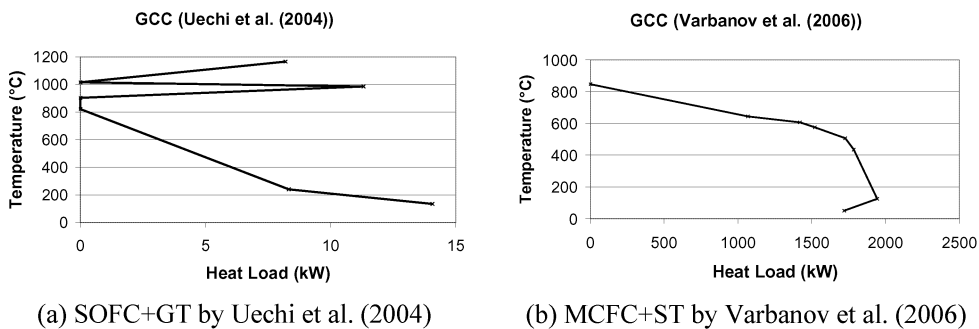 GCC (Uechi et al. (2004))
1200
1000
800
600
400
200
0
Temperature (°C)
0 5 10 15
Heat Load (kW)
(a) SOFC+GT by Uechi et al. (2004)
GCC (Varbanov et al. (2006))
1000
800
600
400
200
0
Temperature (°C)
0 500 1000 1500 2000 2500
Heat Load (kW)
(b) MCFC+ST by Varbanov et al. (2006)